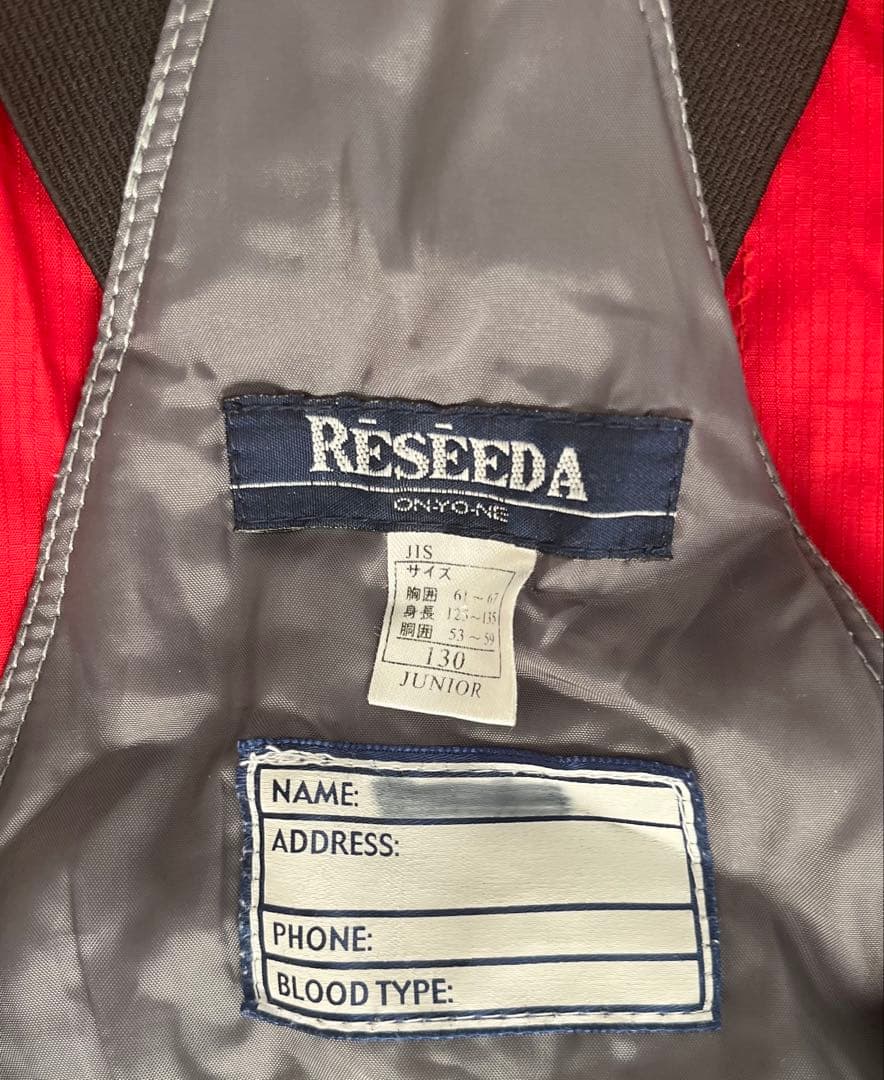 RĒSĒEDA
ON·YO·NE
JIS
サイズ
胸囲 61～67
身長 125～135
胴囲 53～59
130
JUNIOR
NAME:
ADDRESS:
PHONE:
BLOOD TYPE: